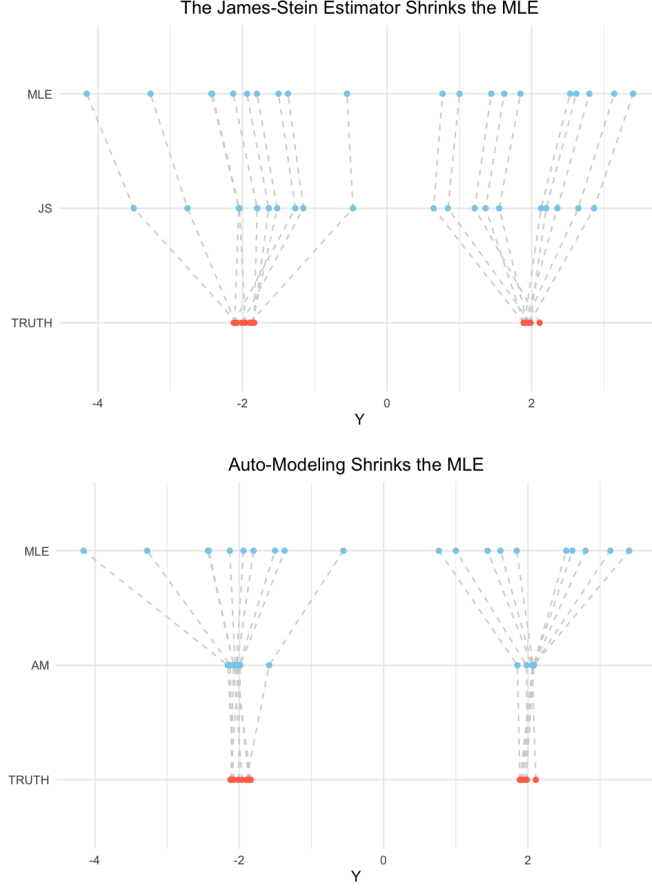 The James-Stein Estimator Shrinks the MLE
MLE
JS
TRUTH
-4 -2 0 2
Y
Auto-Modeling Shrinks the MLE
MLE
AM
TRUTH
-4 -2 0 2
Y